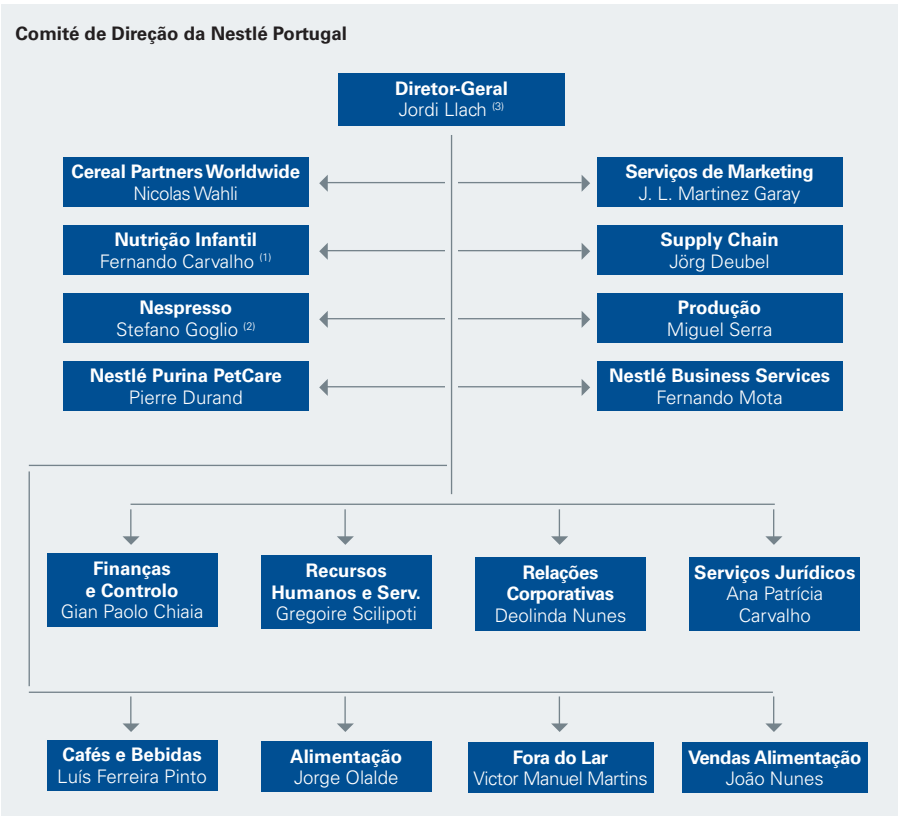 Comité de Direção da Nestlé Portugal
Diretor-Geral
Jordi Llach (3)
Cereal Partners Worldwide
Nicolas Wahli
Serviços de Marketing
J. L. Martinez Garay
Nutrição Infantil
Fernando Carvalho (1)
Supply Chain
Jörg Deubel
Nespresso
Stefano Goglio (2)
Produção
Miguel Serra
Nestlé Purina PetCare
Pierre Durand
Nestlé Business Services
Fernando Mota
Finanças
e Controlo
Gian Paolo Chiaia
Recursos
Humanos e Serv.
Gregoire Scilipoti
Relações
Corporativas
Deolinda Nunes
Serviços Jurídicos
Ana Patrícia
Carvalho
Cafés e Bebidas
Luís Ferreira Pinto
Alimentação
Jorge Olalde
Fora do Lar
Victor Manuel Martins
Vendas Alimentação
João Nunes